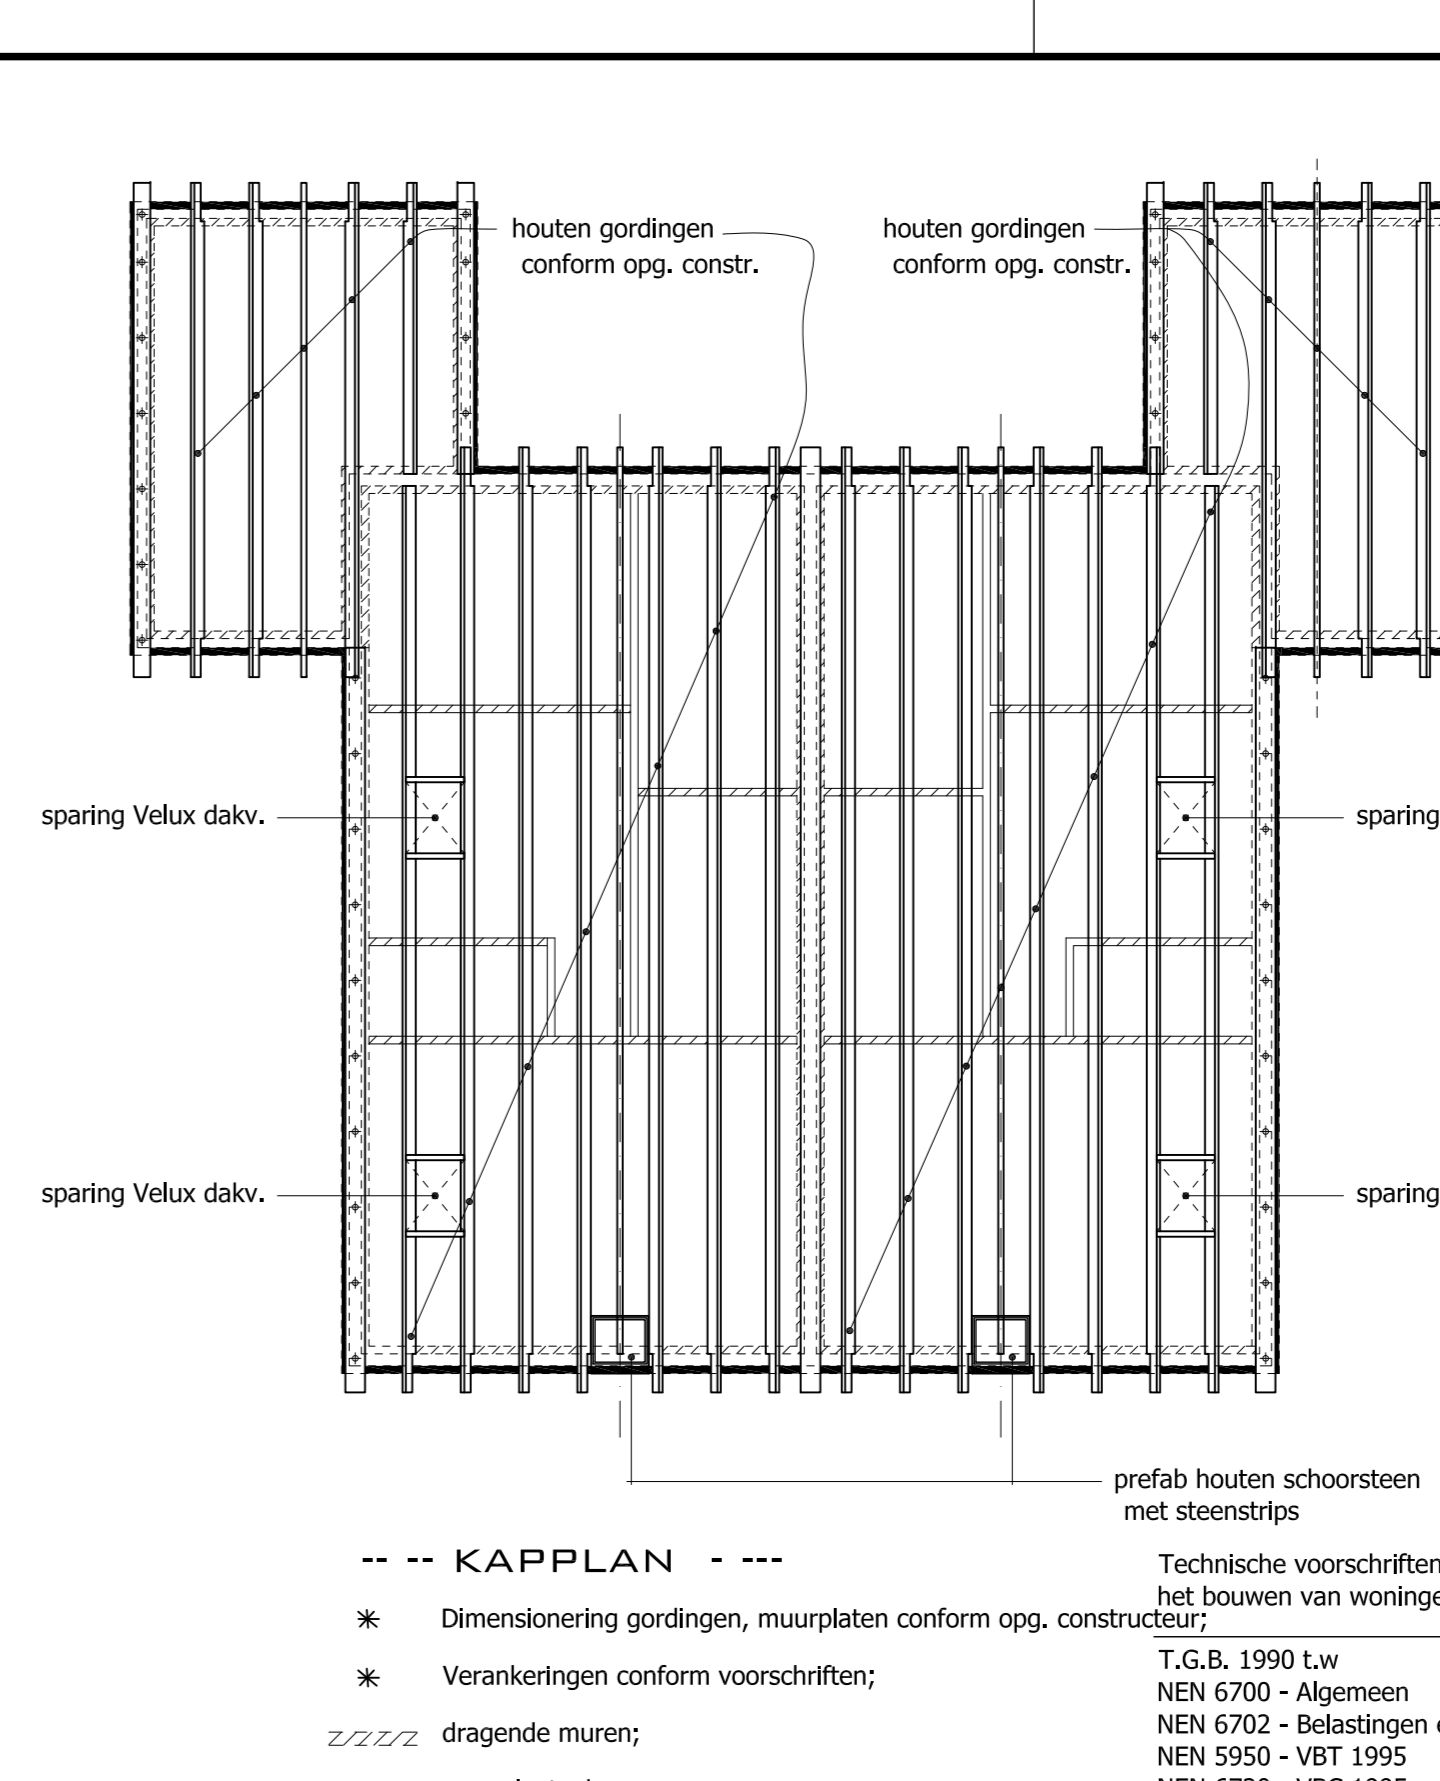 houten gordingen
conform opg. constr.
houten gordingen
conform opg. constr.
sparing Velux dakv.
sparing
sparing Velux dakv.
sparing
prefab houten schoorsteen
met steenstrips
KAPPLAN
Dimensionering gordingen, muurplaten conform opg. constructeur;
Verankeringen conform voorschriften;
dragende muren;
Technische voorschriften
het bouwen van woninge
T.G.B. 1990 t.w
NEN 6700 - Algemeen
NEN 6702 - Belastingen e
NEN 5950 - VBT 1995